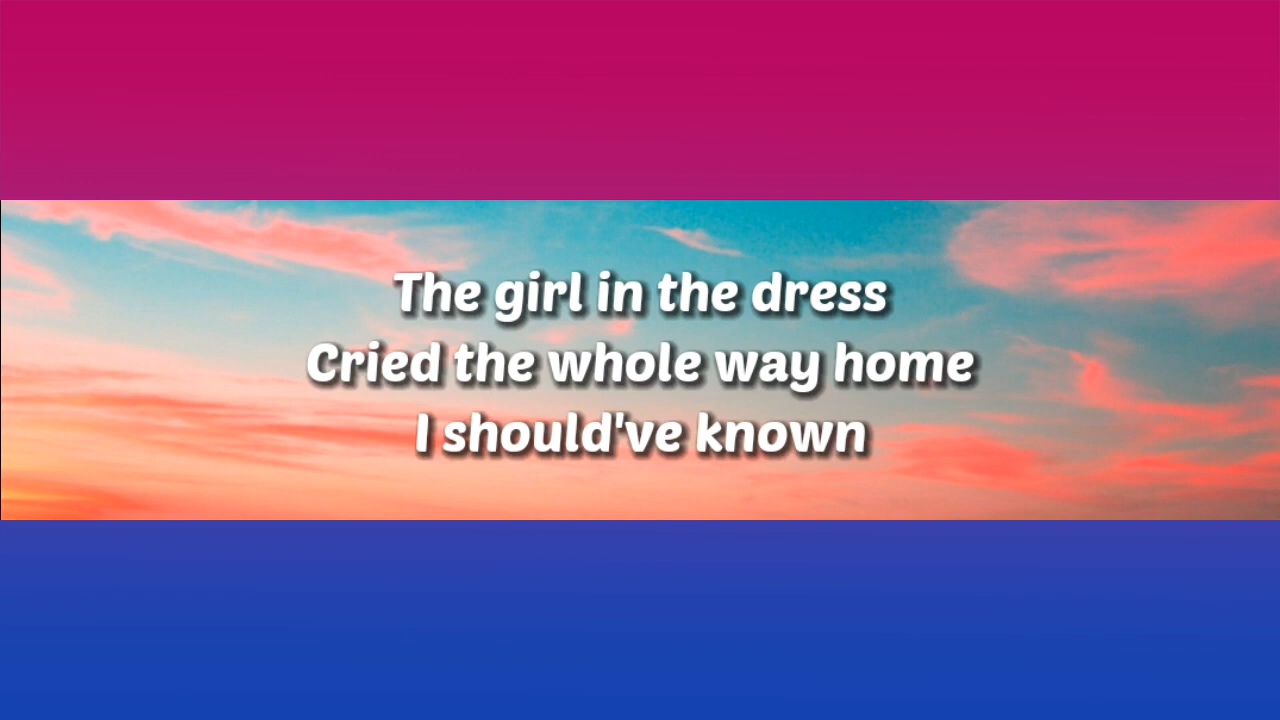 The girl in the dress
Cried the whole way home
I should've known